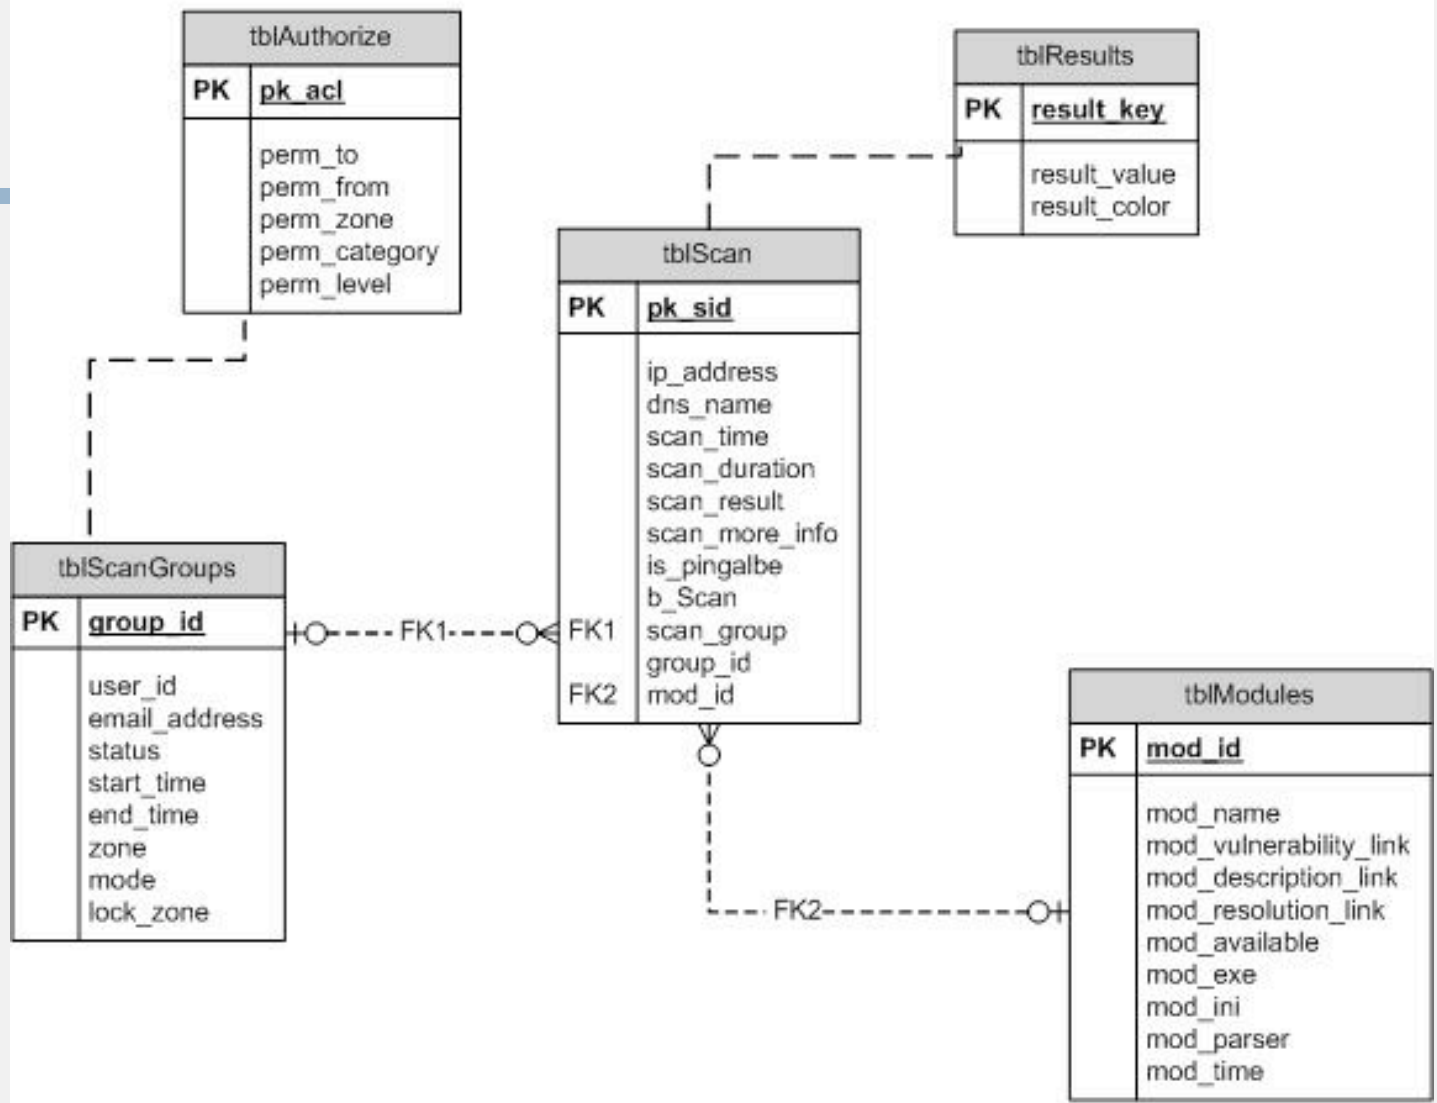 tblAuthorize
PK pk_acl
perm_to
perm_from
perm_zone
perm_category
perm_level
tblResults
PK result_key
result_value
result_color
tblScan
PK pk_sid
ip_address
dns_name
scan_time
scan_duration
scan_result
scan_more_info
is_pingalbe
b_Scan
FK1 scan_group
group_id
FK2 mod_id
tblScanGroups
PK group_id
user_id
email_address
status
start_time
end_time
zone
mode
lock_zone
FK1
FK2
tblModules
PK mod_id
mod_name
mod_vulnerability_link
mod_description_link
mod_resolution_link
mod_available
mod_exe
mod_ini
mod_parser
mod_time